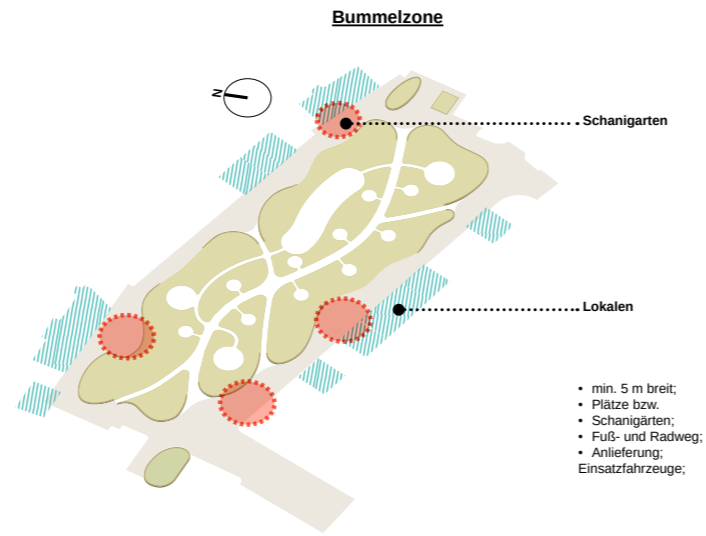 Bummelzone
N
Schanigarten
Lokalen
• min. 5 m breit;
• Plätze bzw.
• Schanigärten;
• Fuß- und Radweg;
• Anlieferung;
Einsatzfahrzeuge;